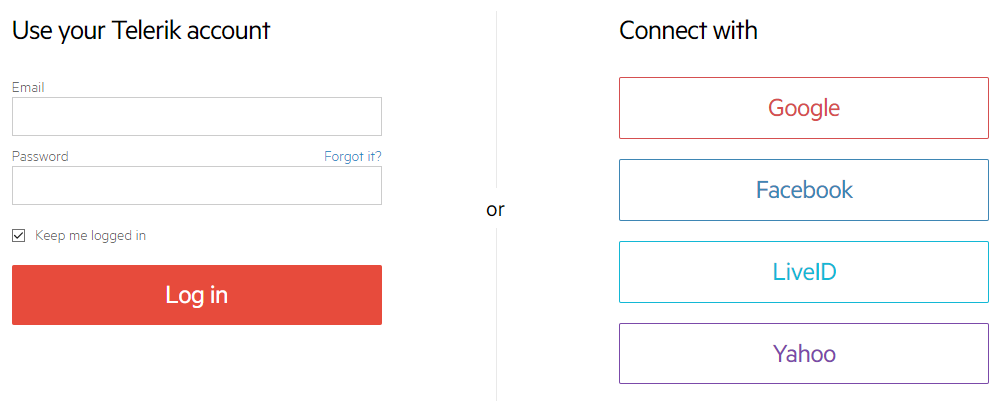 Use your Telerik account
Email
Password Forgot it?
Keep me logged in
Log in
or
Connect with
Google
Facebook
LiveID
Yahoo